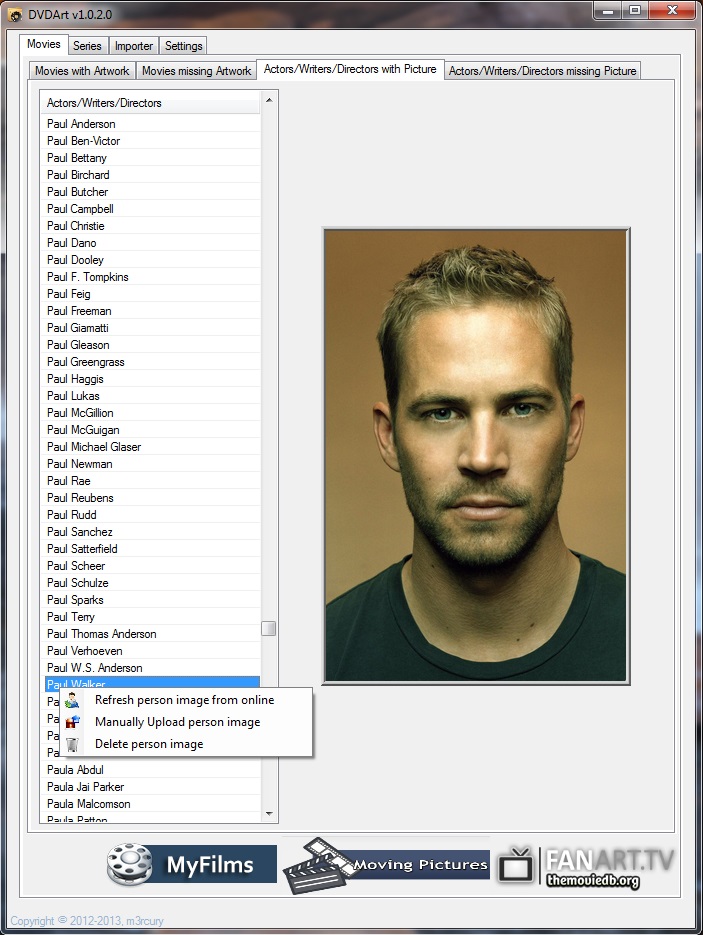 DVDArt v1.0.2.0
Movies Series Importer Settings
Movies with Artwork Movies missing Artwork Actors/Writers/Directors with Picture Actors/Writers/Directors missing Picture
Actors/Writers/Directors
Paul Anderson
Paul Ben-Victor
Paul Bettany
Paul Birchard
Paul Butcher
Paul Campbell
Paul Christie
Paul Dano
Paul Dooley
Paul F. Tompkins
Paul Feig
Paul Freeman
Paul Giamatti
Paul Gleason
Paul Greengrass
Paul Haggis
Paul Lukas
Paul McGillion
Paul McGuigan
Paul Michael Glaser
Paul Newman
Paul Rae
Paul Reubens
Paul Rudd
Paul Sanchez
Paul Satterfield
Paul Scheer
Paul Schulze
Paul Sparks
Paul Terry
Paul Thomas Anderson
Paul Verhoeven
Paul W.S. Anderson
Paul Walker
Pa
Refresh person image from online
Pa
Manually Upload person image
Pa
Delete person image
Pa
Paula Abdul
Paula Jai Parker
Paula Malcomson
Paula Patton
MyFilms Moving Pictures FANART.TV
themoviedb.org
Copyright © 2012-2013, m3rcury